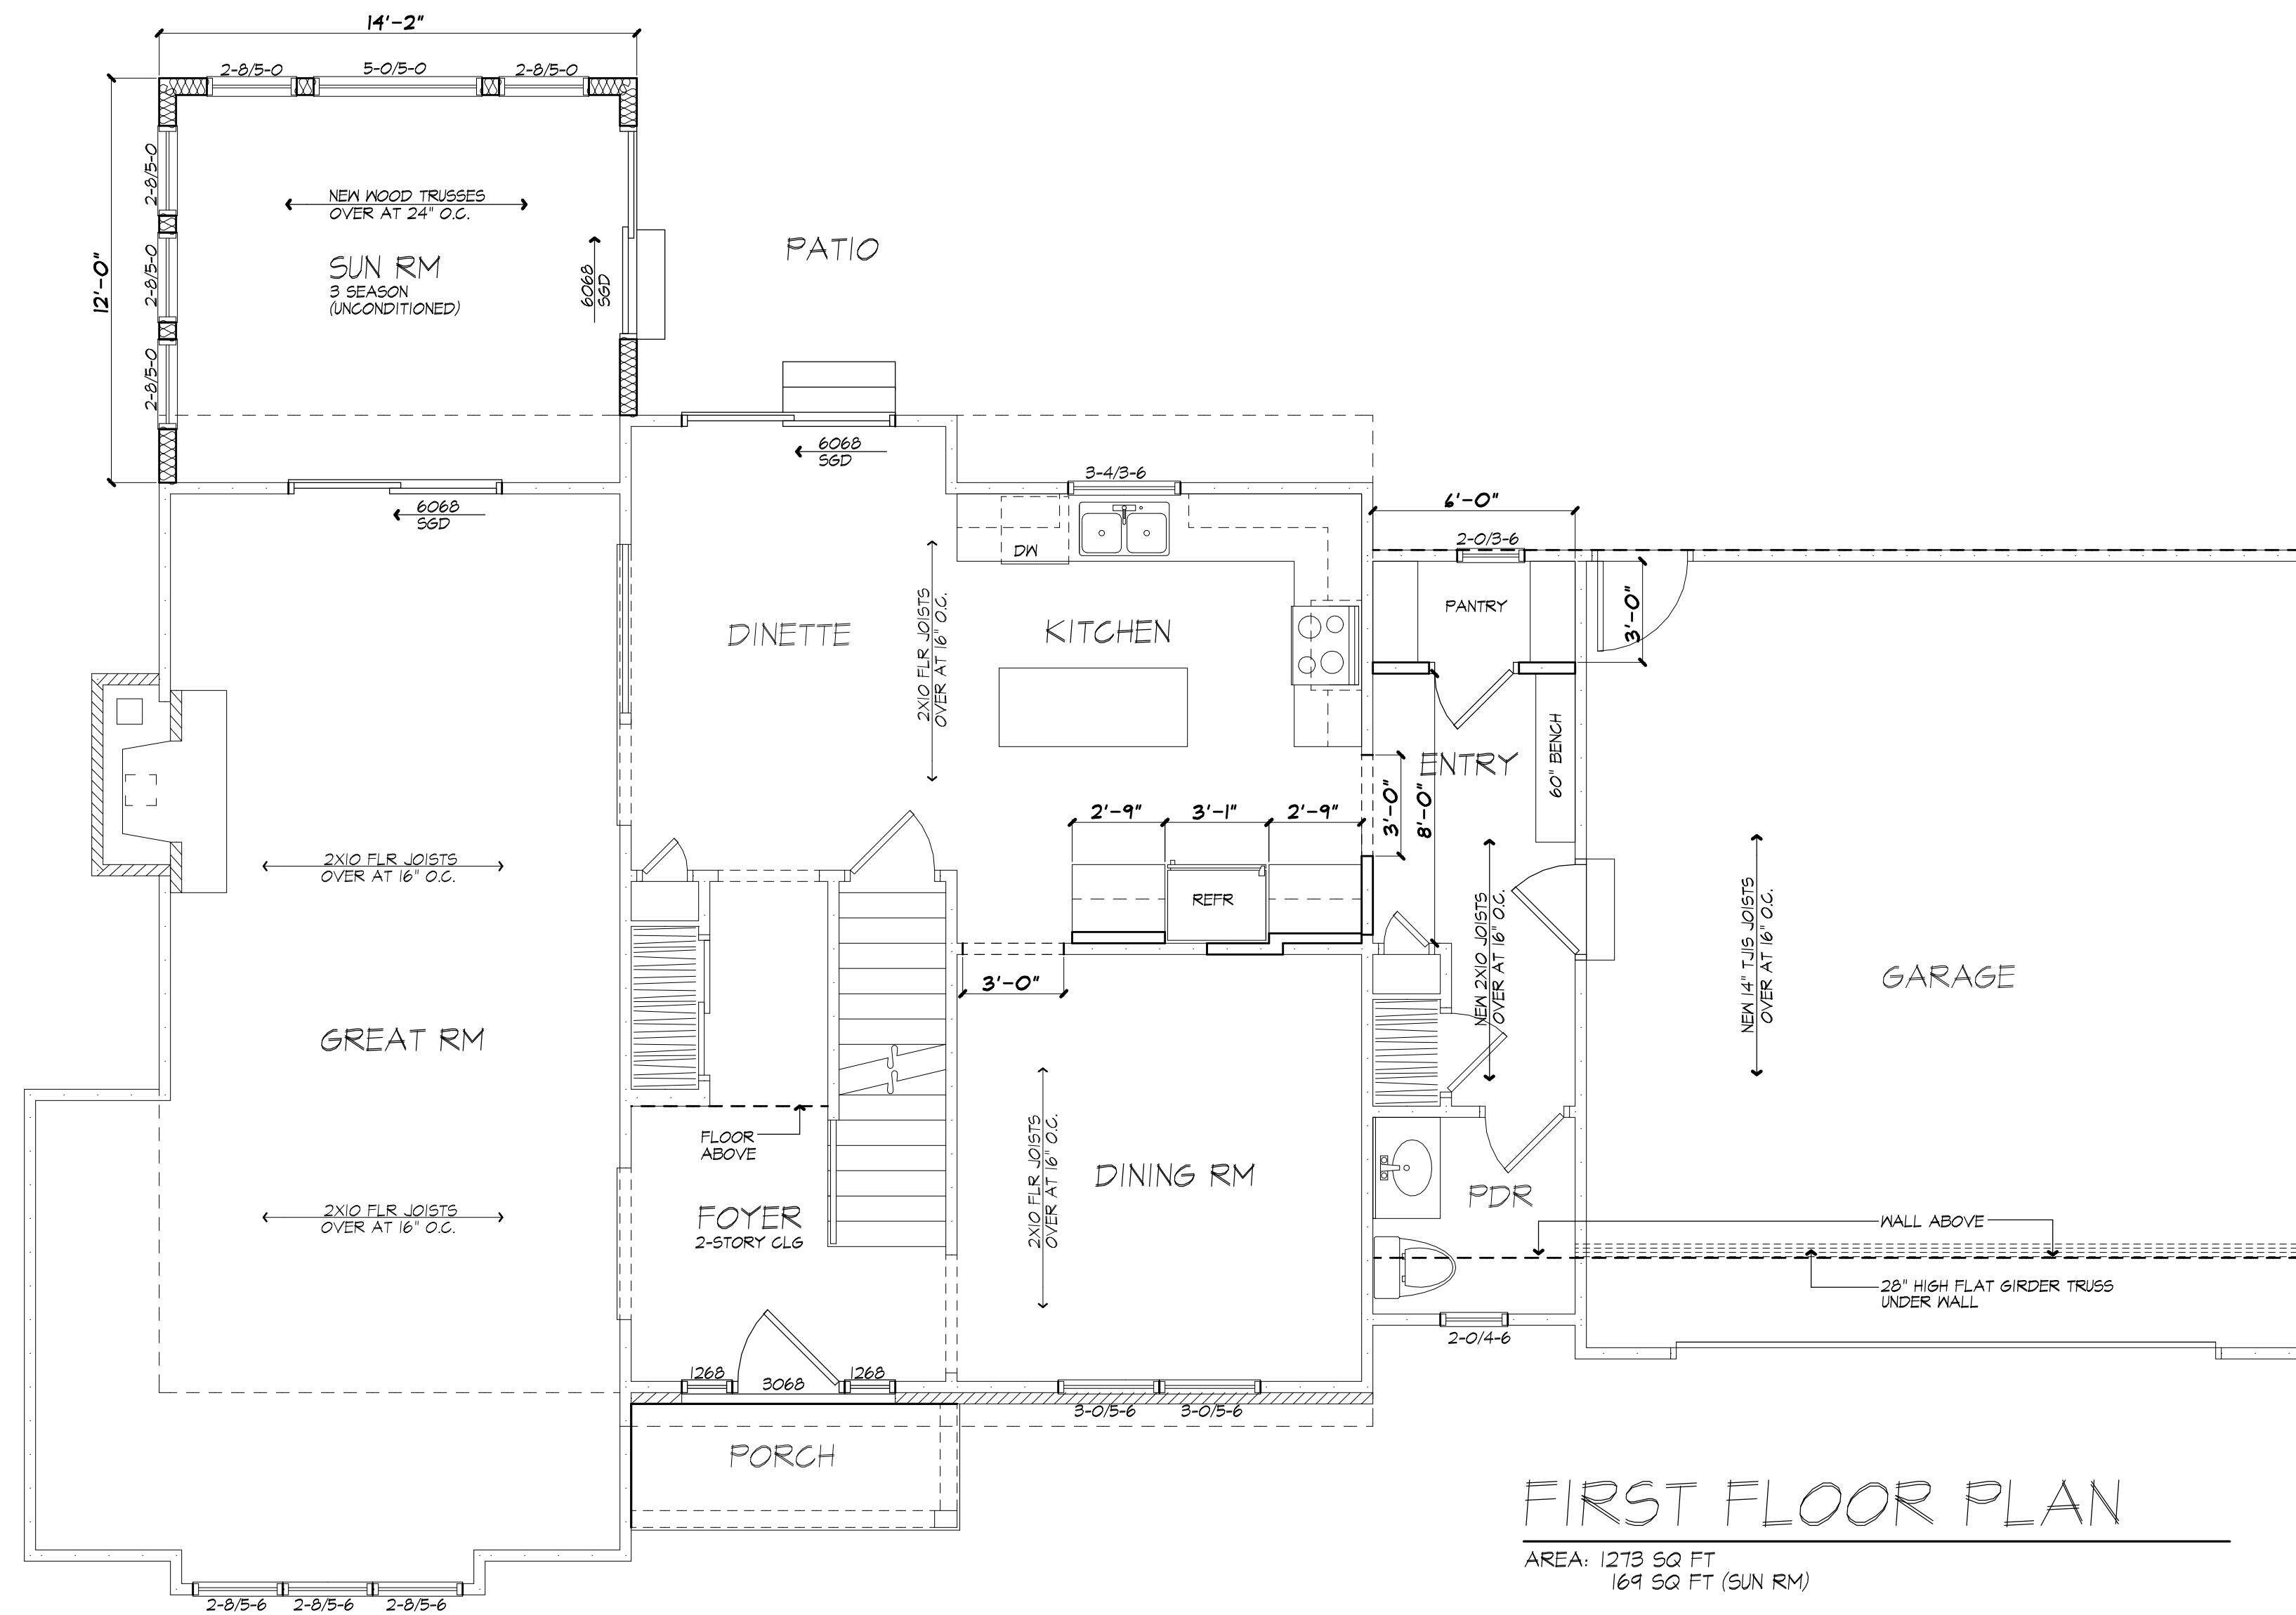 14'-2"
2-8/5-0
5-0/5-0
2-8/5-0
2-8/5-0
2-8/5-0
2-8/5-0
12'-0"
NEW WOOD TRUSSES
OVER AT 24" O.C.
SUN RM
3 SEASON
(UNCONDITIONED)
6068
SGD
PATIO
6068
SGD
6068
SGD
3-4/3-6
6'-0"
2-0/3-6
DW
PANTRY
3'-0"
DINETTE
2X10 FLR JOISTS
OVER AT 16" O.C.
KITCHEN
ENTRY
60" BENCH
3'-0"
8'-0"
2'-9"
3'-1"
2'-9"
REFR
2X10 FLR JOISTS
OVER AT 16" O.C.
NEW 2X10 JOISTS
OVER AT 16" O.C.
NEW 14" TJIS JOISTS
OVER AT 16" O.C.
GARAGE
3'-0"
GREAT RM
FLOOR
ABOVE
2X10 FLR JOISTS
OVER AT 16" O.C.
DINING RM
PDR
2X10 FLR JOISTS
OVER AT 16" O.C.
FOYER
2-STORY CLG
WALL ABOVE
28" HIGH FLAT GIRDER TRUSS
UNDER WALL
2-0/4-6
1268
3068
1268
3-0/5-6
3-0/5-6
PORCH
FIRST FLOOR PLAN
AREA: 1273 SQ FT
169 SQ FT (SUN RM)
2-8/5-6
2-8/5-6
2-8/5-6